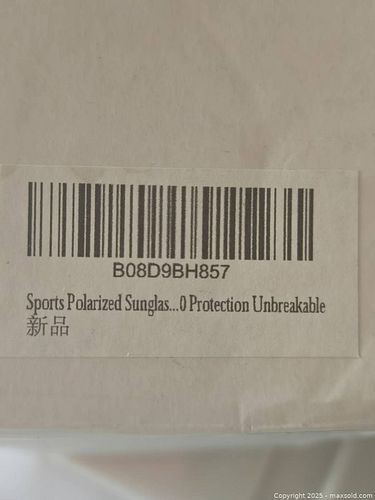 B08D9BH857
Sports Polarized Sunglas...0 Protection Unbreakable
新品
Copyright © 2025 - maxsold.com